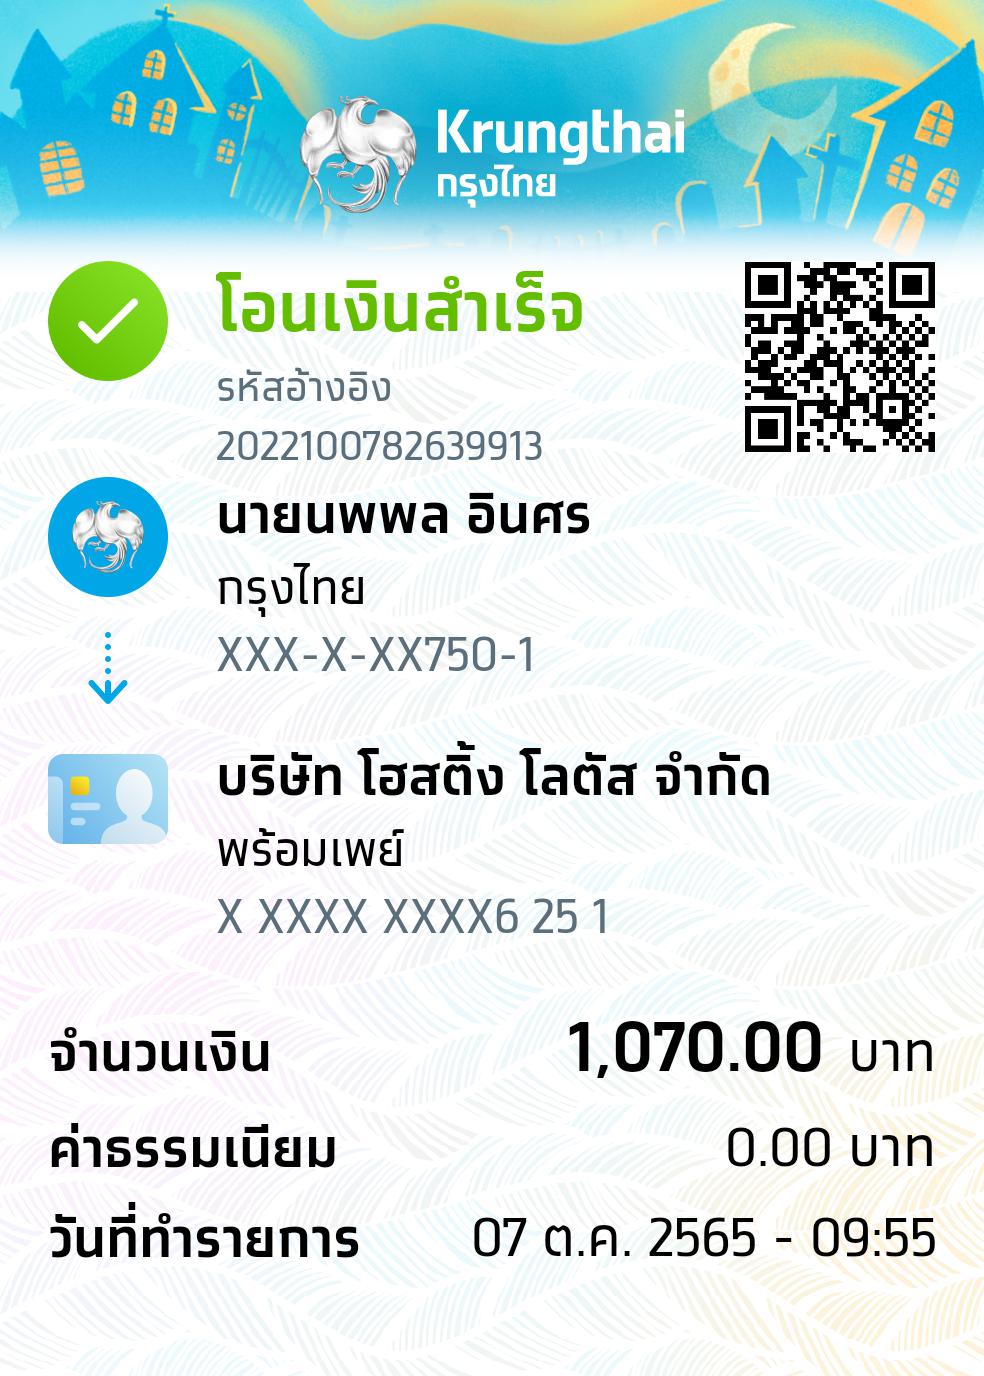 Krungthai
กรุงไทย
โอนเงินสำเร็จ
รหัสอ้างอิง
2022100782639913
นายนพพล อินศร
กรุงไทย
XXX-X-XX750-1
บริษัท โฮสติ้ง โลตัส จำกัด
พร้อมเพย์
X XXXX XXXX6 25 1
จำนวนเงิน 1,070.00 บาท
ค่าธรรมเนียม 0.00 บาท
วันที่ทำรายการ 07 ต.ค. 2565 - 09:55